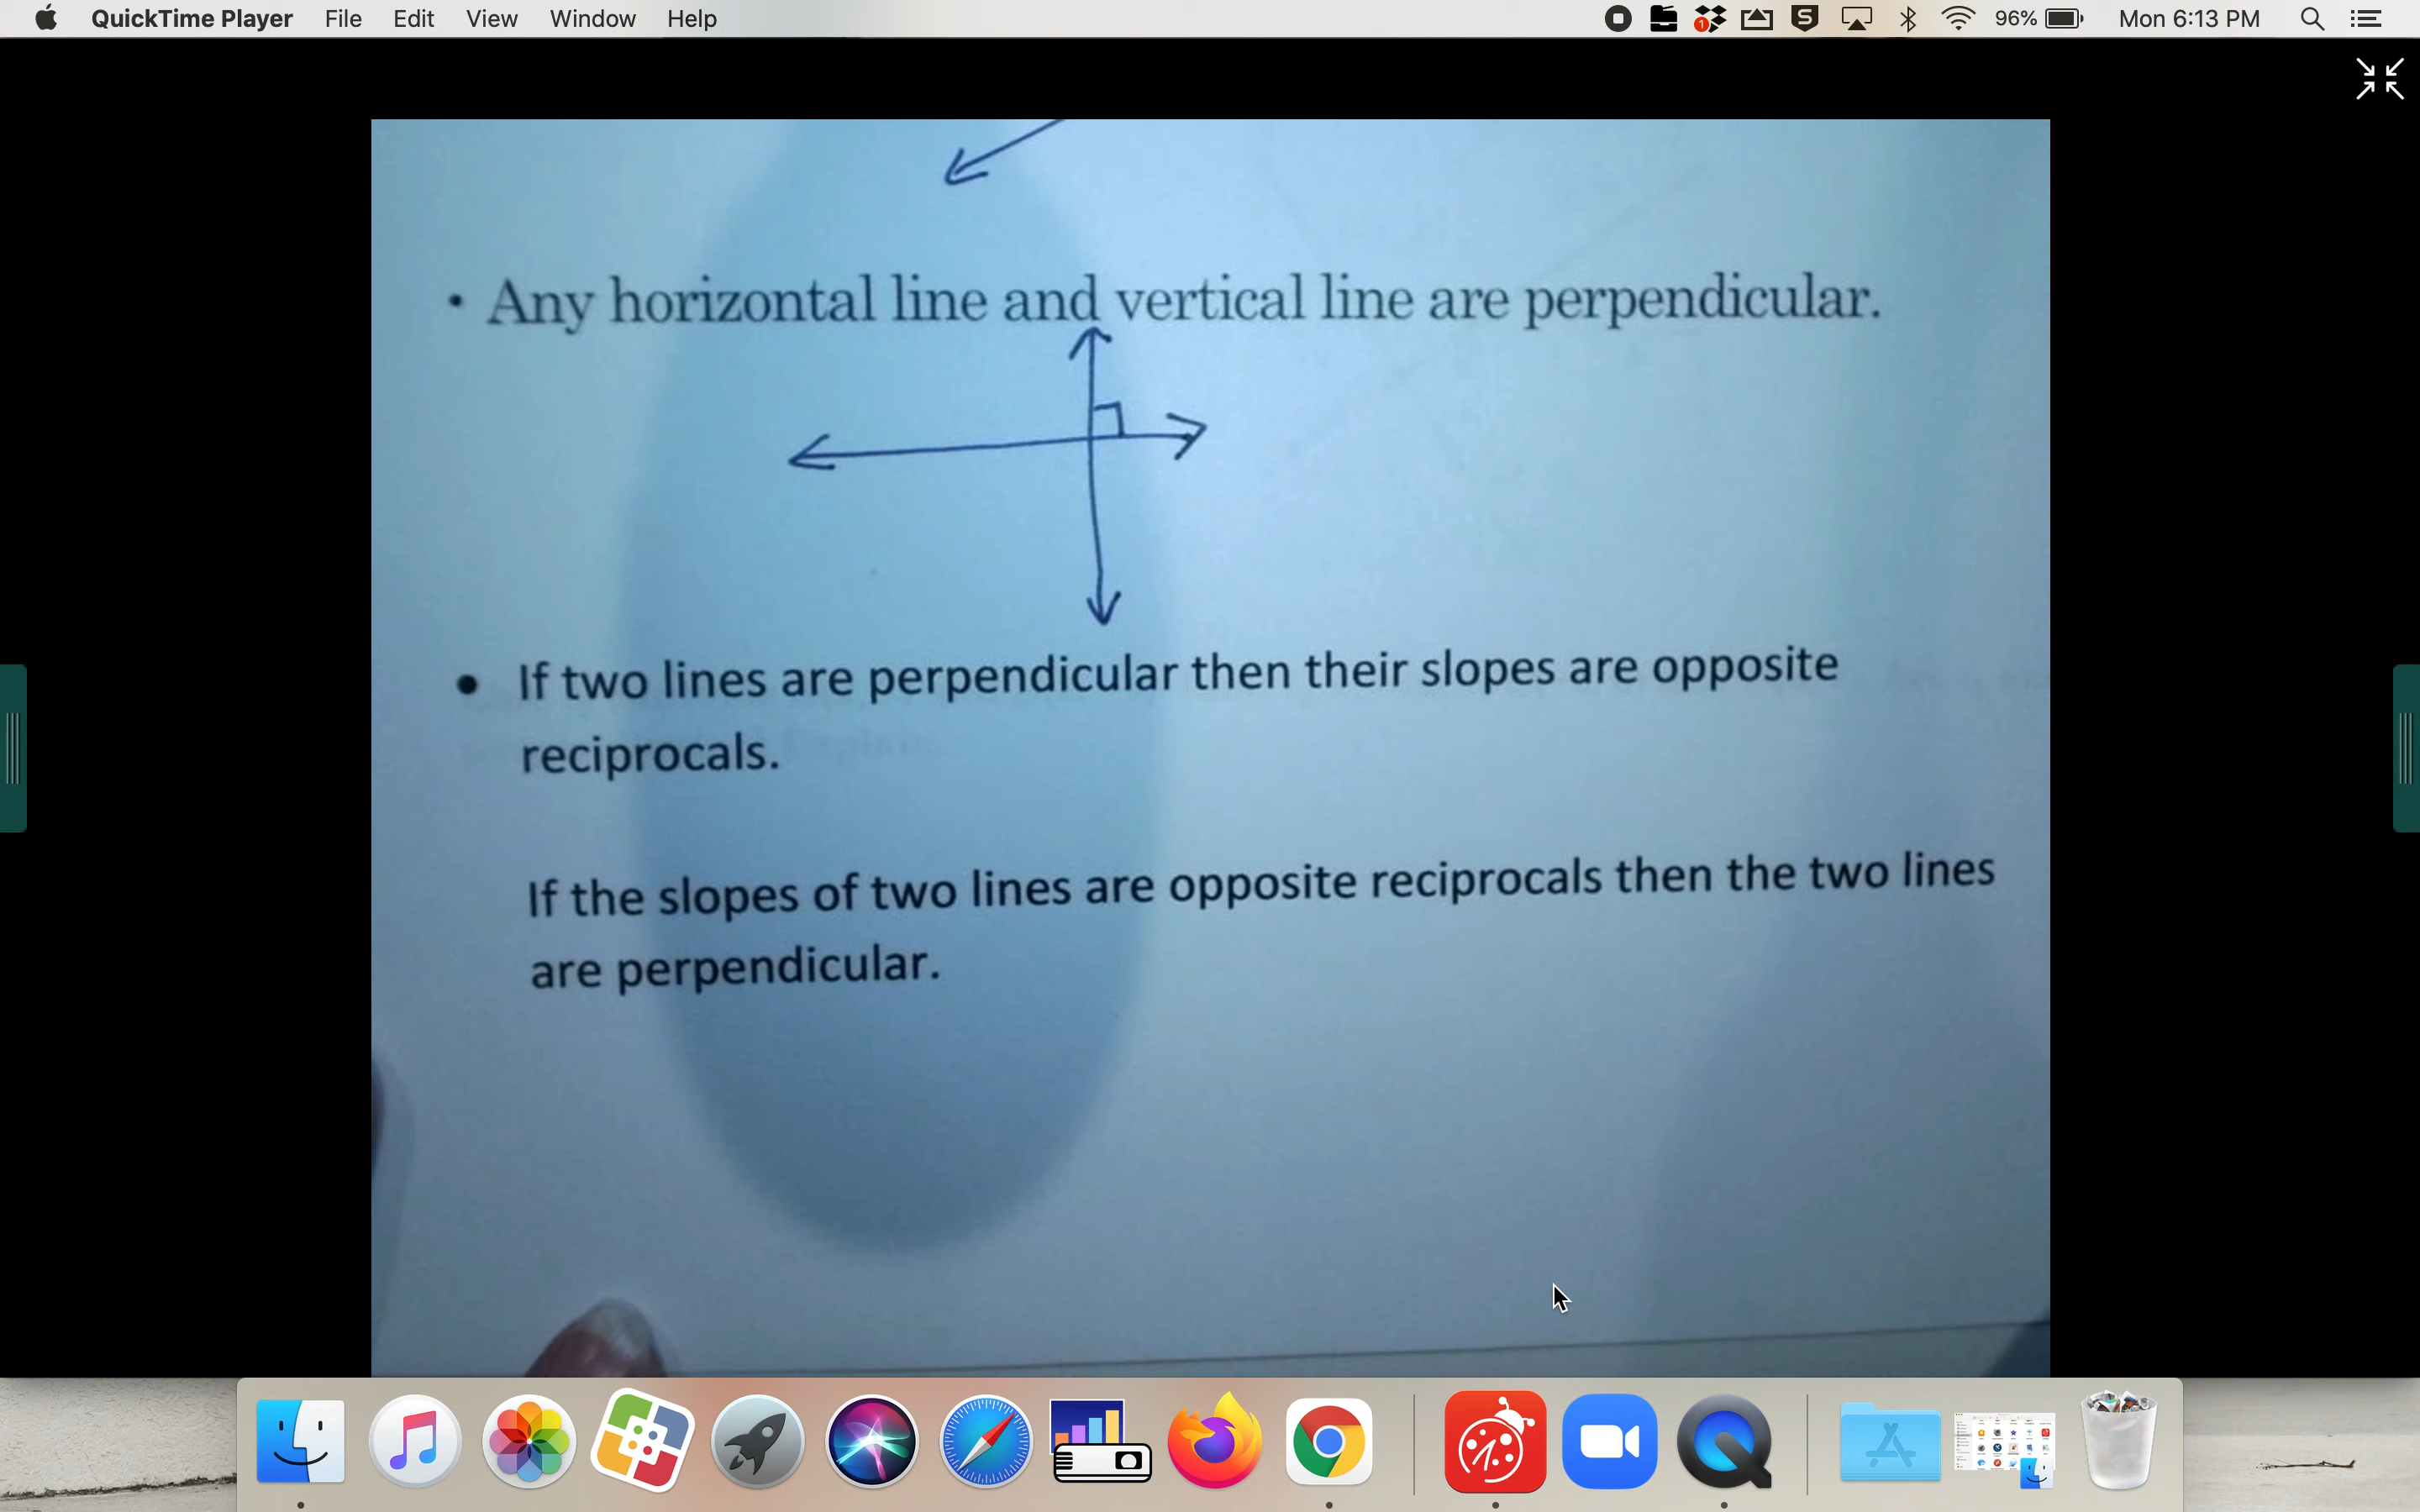 QuickTime Player File Edit View Window Help 96% Mon 6:13 PM
• Any horizontal line and vertical line are perpendicular.
• If two lines are perpendicular then their slopes are opposite
reciprocals.
If the slopes of two lines are opposite reciprocals then the two lines
are perpendicular.